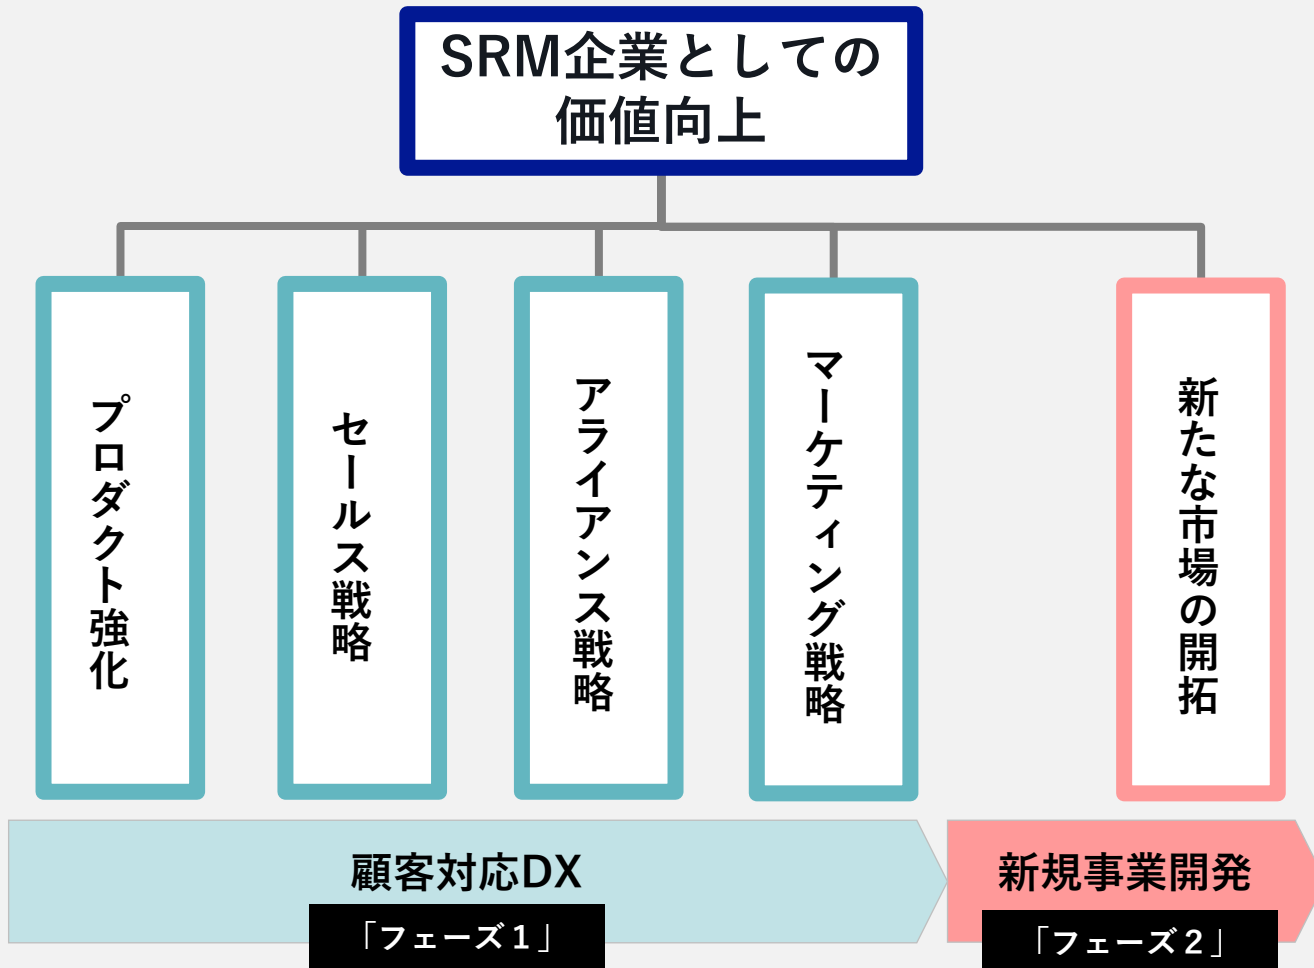 SRM企業としての
価値向上
プロダクト強化
セールス戦略
アライアンス戦略
マーケティング戦略
新たな市場の開拓
顧客対応DX
「フェーズ１」
新規事業開発
「フェーズ２」